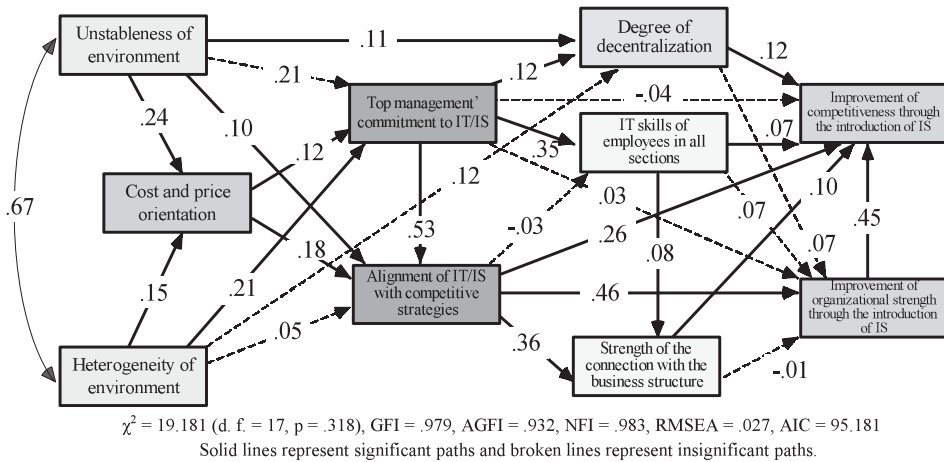 Unstableness of
environment
.11
Degree of
decentralization
.12
.21
.12
Top management'
commitment to IT/IS
-.04
Improvement of
competitiveness through
the introduction of IS
.24
.10
.12
.35
IT skills of
employees in all
sections
.07
.67
Cost and price
orientation
.12
.03
.10
.53
-.03
.26
.07
.45
.18
.08
.07
.15
.21
Alignment of IT/IS
with competitive
strategies
.46
Improvement of
organizational strength
through the introduction
of IS
.05
.36
Heterogeneity of
environment
Strength of the
connection with the
business structure
-.01
χ² = 19.181 (d. f. = 17, p = .318), GFI = .979, AGFI = .932, NFI = .983, RMSEA = .027, AIC = 95.181
Solid lines represent significant paths and broken lines represent insignificant paths.